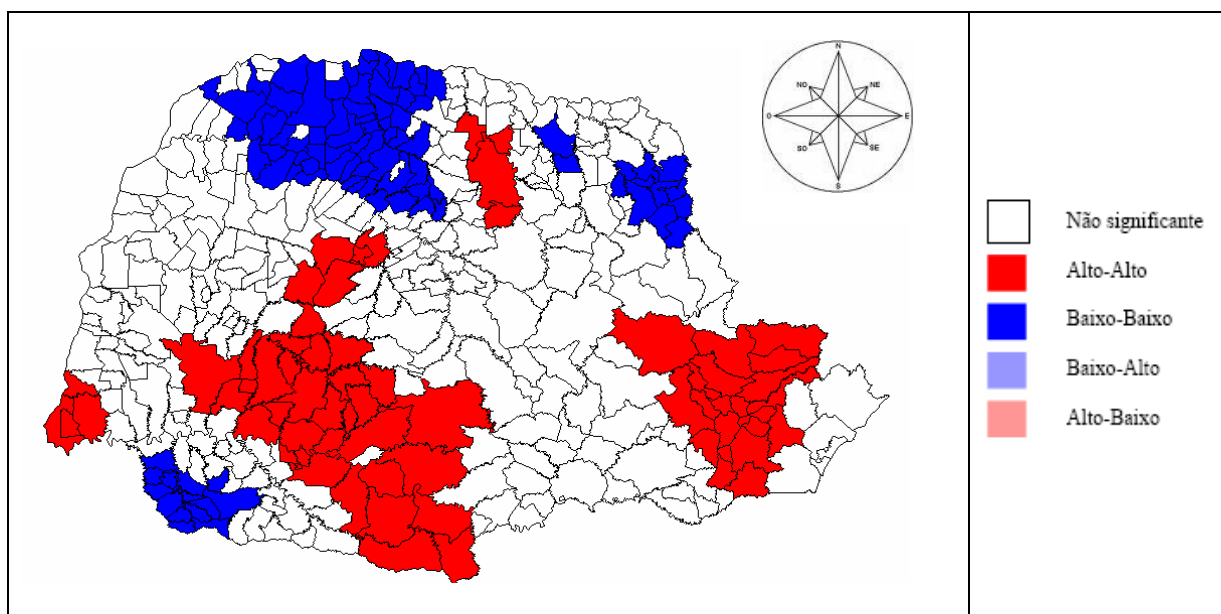 N
NO
NE
O
E
SO
SE
S
Não significante
Alto-Alto
Baixo-Baixo
Baixo-Alto
Alto-Baixo